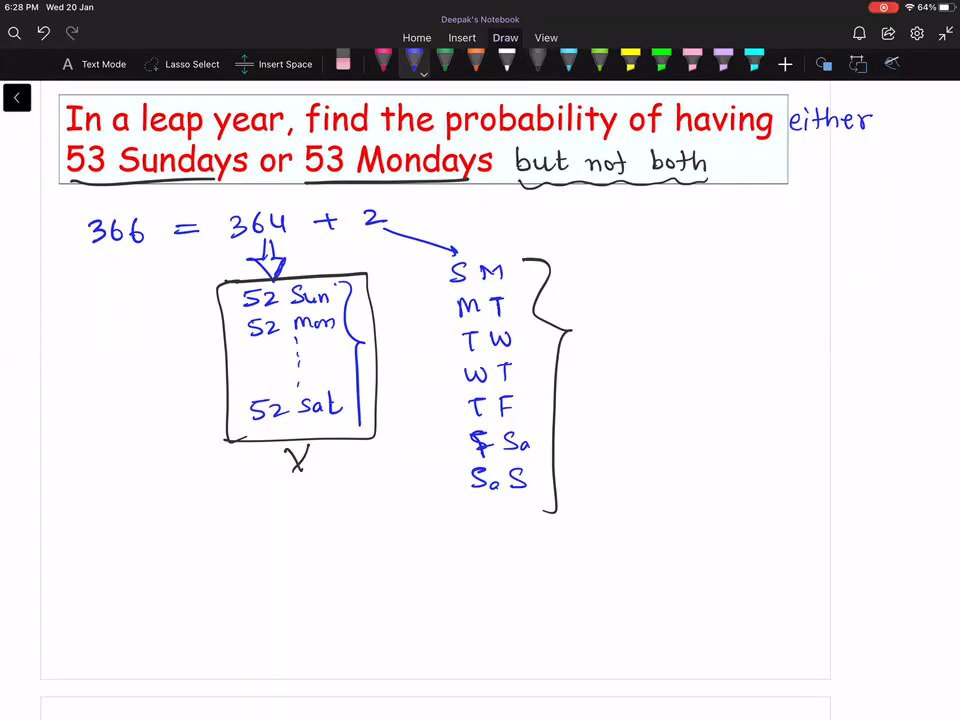 6:28 PM Wed 20 Jan
64%
Deepak's Notebook
Home Insert Draw View
Text Mode Lasso Select Insert Space
In a leap year, find the probability of having either
53 Sundays or 53 Mondays but not both
366 = 364 + 2
52 Sun
52 mon
52 Sat
S M
M T
T W
W T
T F
F Sa
Sa S